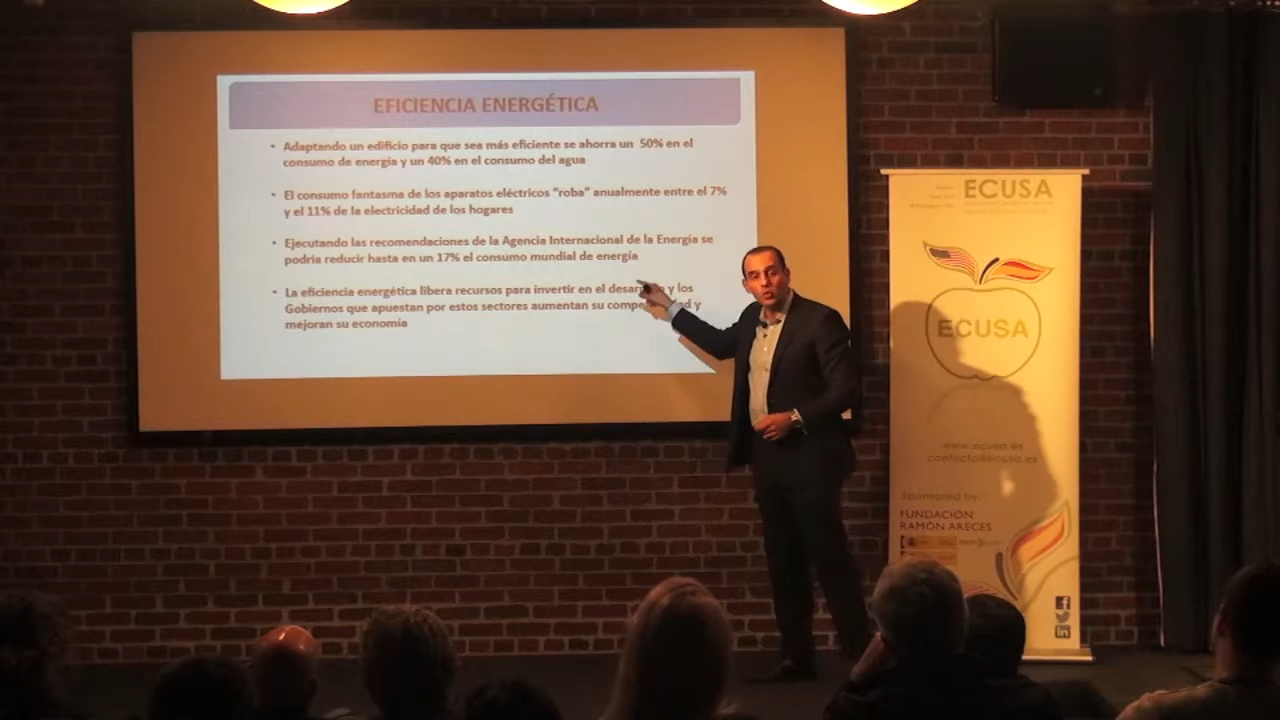 EFICIENCIA ENERGÉTICA
• Adaptando un edificio para que sea más eficiente se ahorra un 50% en el
consumo de energía y un 40% en el consumo del agua
• El consumo fantasma de los aparatos eléctricos “roba” anualmente entre el 7%
y el 11% de la electricidad de los hogares
• Ejecutando las recomendaciones de la Agencia Internacional de la Energía se
podría reducir hasta en un 17% el consumo mundial de energía
• La eficiencia energética libera recursos para invertir en el y los
Gobiernos que apuestan por estos sectores aumentan su y
mejoran su economía
ECUSA
ECUSA
www.ecusa.es
contacto@ecusa.es
Sponsored by:
FUNDACIÓN
RAMÓN ARECES